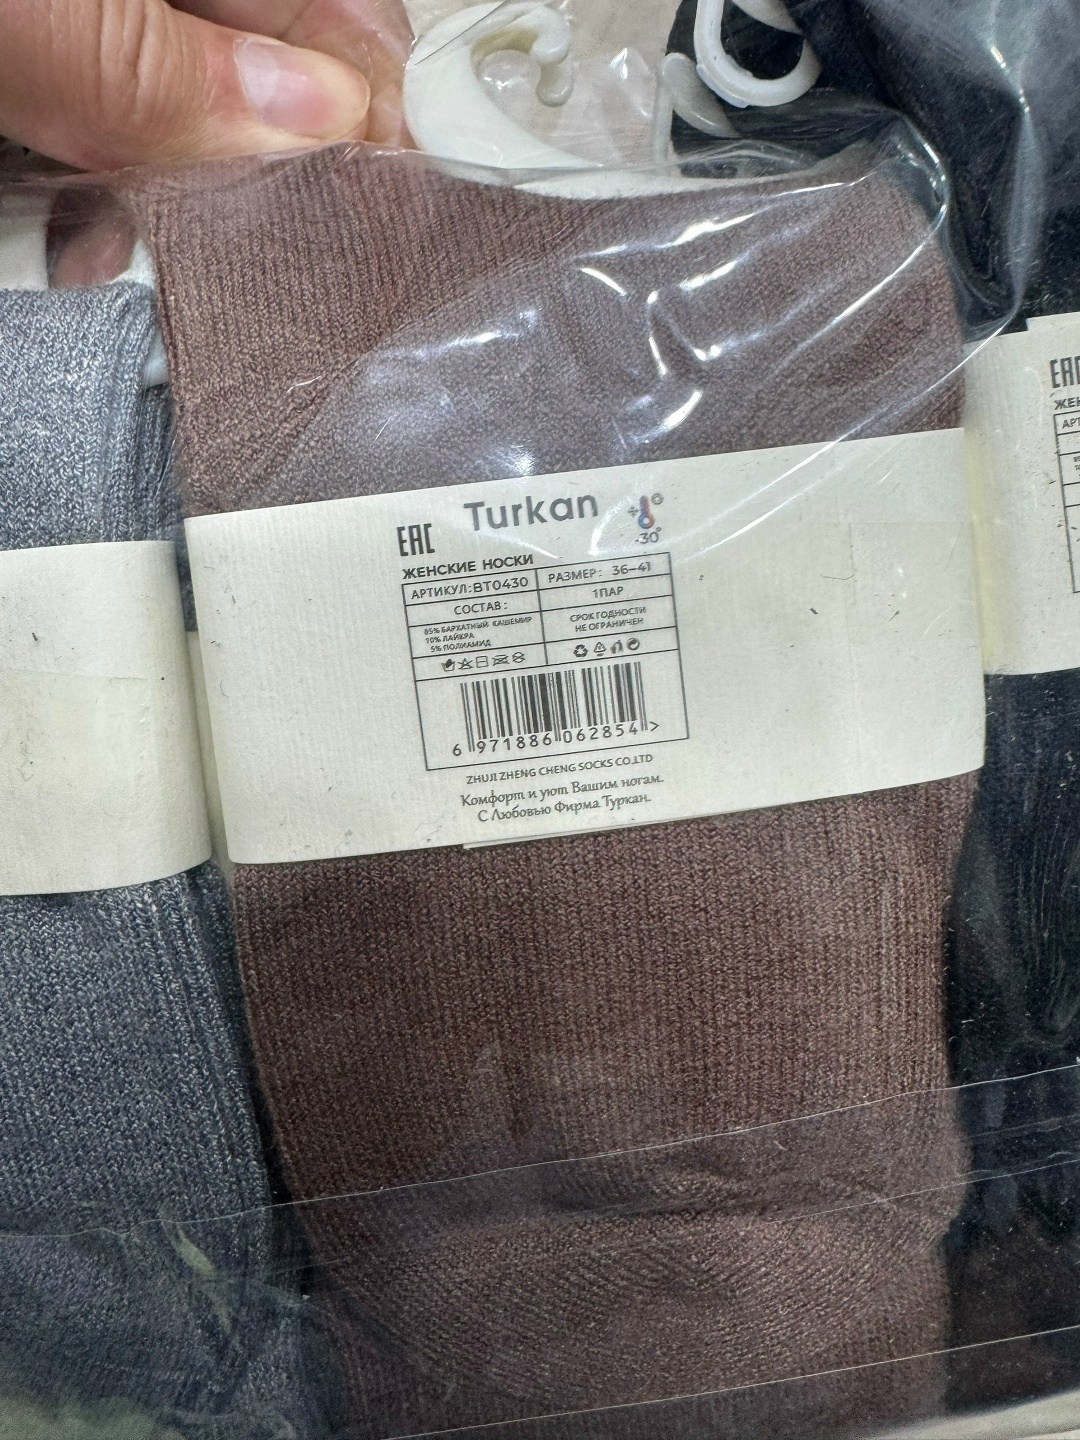 Turkan
EAC
-30°
ЖЕНСКИЕ НОСКИ
АРТИКУЛ:BT0430
РАЗМЕР: 36-41
СОСТАВ:
1ПАР
85% БАРХАТНЫЙ КАШЕМИР
10% ЛАЙКРА
5% ПОЛИАМИД
СРОК ГОДНОСТИ
НЕ ОГРАНИЧЕН
6 971886 062854 >
ZHUJI ZHENG CHENG SOCKS CO.LTD
Комфорт и уют Вашим ногам.
С Любовью Фирма Туркан.